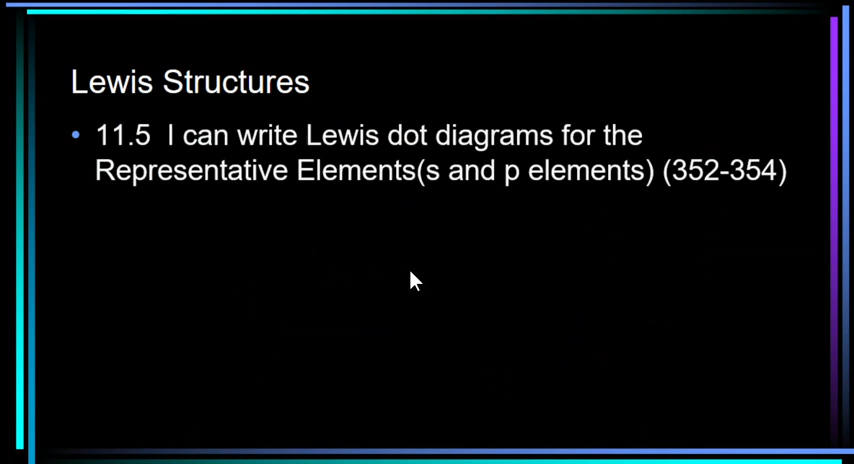 Lewis Structures
• 11.5  I can write Lewis dot diagrams for the
Representative Elements(s and p elements) (352-354)